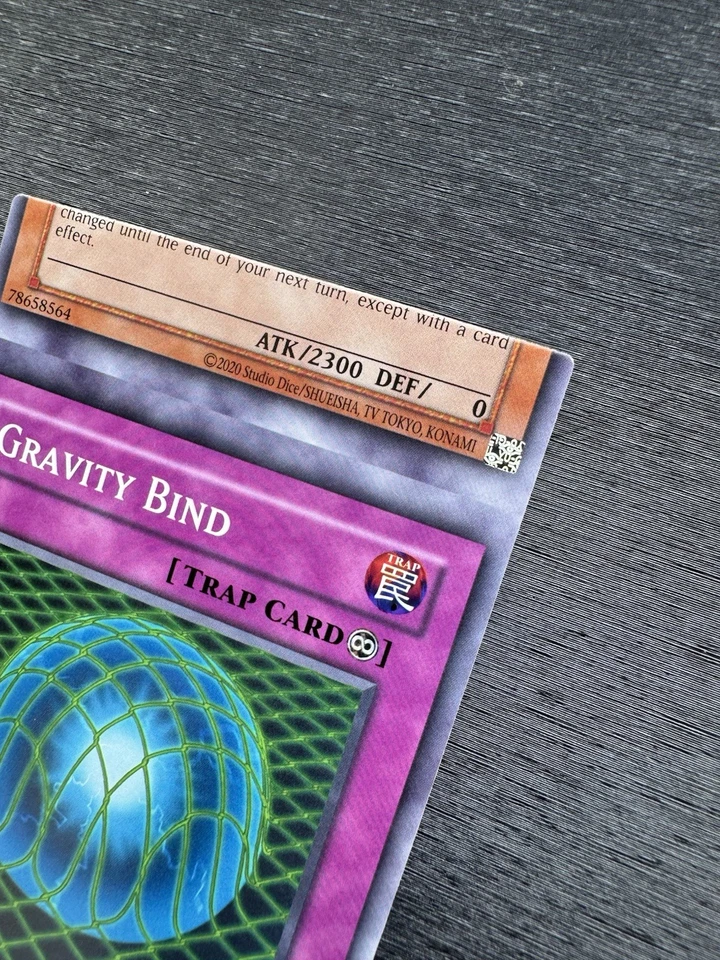 changed until the end of your next turn, except with a card
effect.
78658564
ATK/2300 DEF/ 0
©2020 Studio Dice/SHUEISHA, TV TOKYO, KONAMI
GRAVITY BIND
TRAP
罠
[TRAP CARD∞]